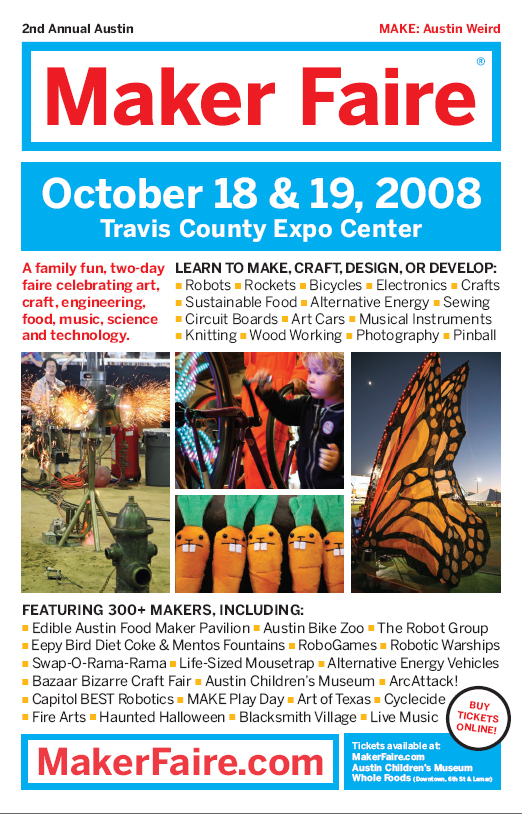 2nd Annual Austin
MAKE: Austin Weird
Maker Faire®
October 18 & 19, 2008
Travis County Expo Center
A family fun, two-day
faire celebrating art,
craft, engineering,
food, music, science
and technology.
LEARN TO MAKE, CRAFT, DESIGN, OR DEVELOP:
■ Robots ■ Rockets ■ Bicycles ■ Electronics ■ Crafts
■ Sustainable Food ■ Alternative Energy ■ Sewing
■ Circuit Boards ■ Art Cars ■ Musical Instruments
■ Knitting ■ Wood Working ■ Photography ■ Pinball
FEATURING 300+ MAKERS, INCLUDING:
■ Edible Austin Food Maker Pavilion ■ Austin Bike Zoo ■ The Robot Group
■ Eepy Bird Diet Coke & Mentos Fountains ■ RoboGames ■ Robotic Warships
■ Swap-O-Rama-Rama ■ Life-Sized Mousetrap ■ Alternative Energy Vehicles
■ Bazaar Bizarre Craft Fair ■ Austin Children's Museum ■ ArcAttack!
■ Capitol BEST Robotics ■ MAKE Play Day ■ Art of Texas ■ Cyclecide
■ Fire Arts ■ Haunted Halloween ■ Blacksmith Village ■ Live Music
BUY
TICKETS
ONLINE!
MakerFaire.com
Tickets available at:
MakerFaire.com
Austin Children's Museum
Whole Foods (Downtown, 6th St & Lamar)